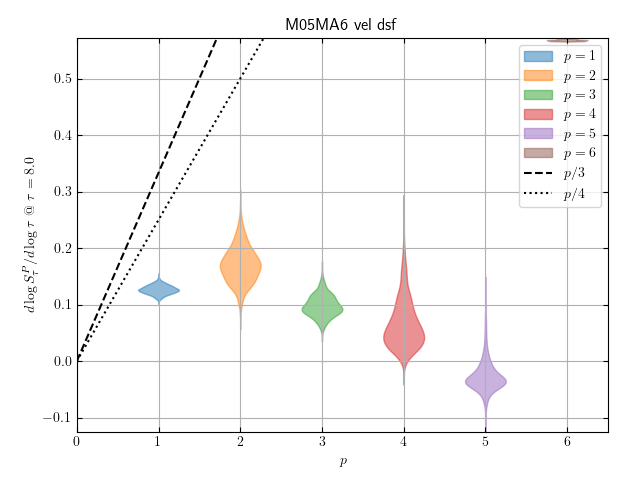 M05MA6 vel dsf
d log S_τ^P / d log τ @ τ = 8.0
0.5
0.4
0.3
0.2
0.1
0.0
−0.1
0 1 2 3 4 5 6
p
p = 1
p = 2
p = 3
p = 4
p = 5
p = 6
p/3
p/4